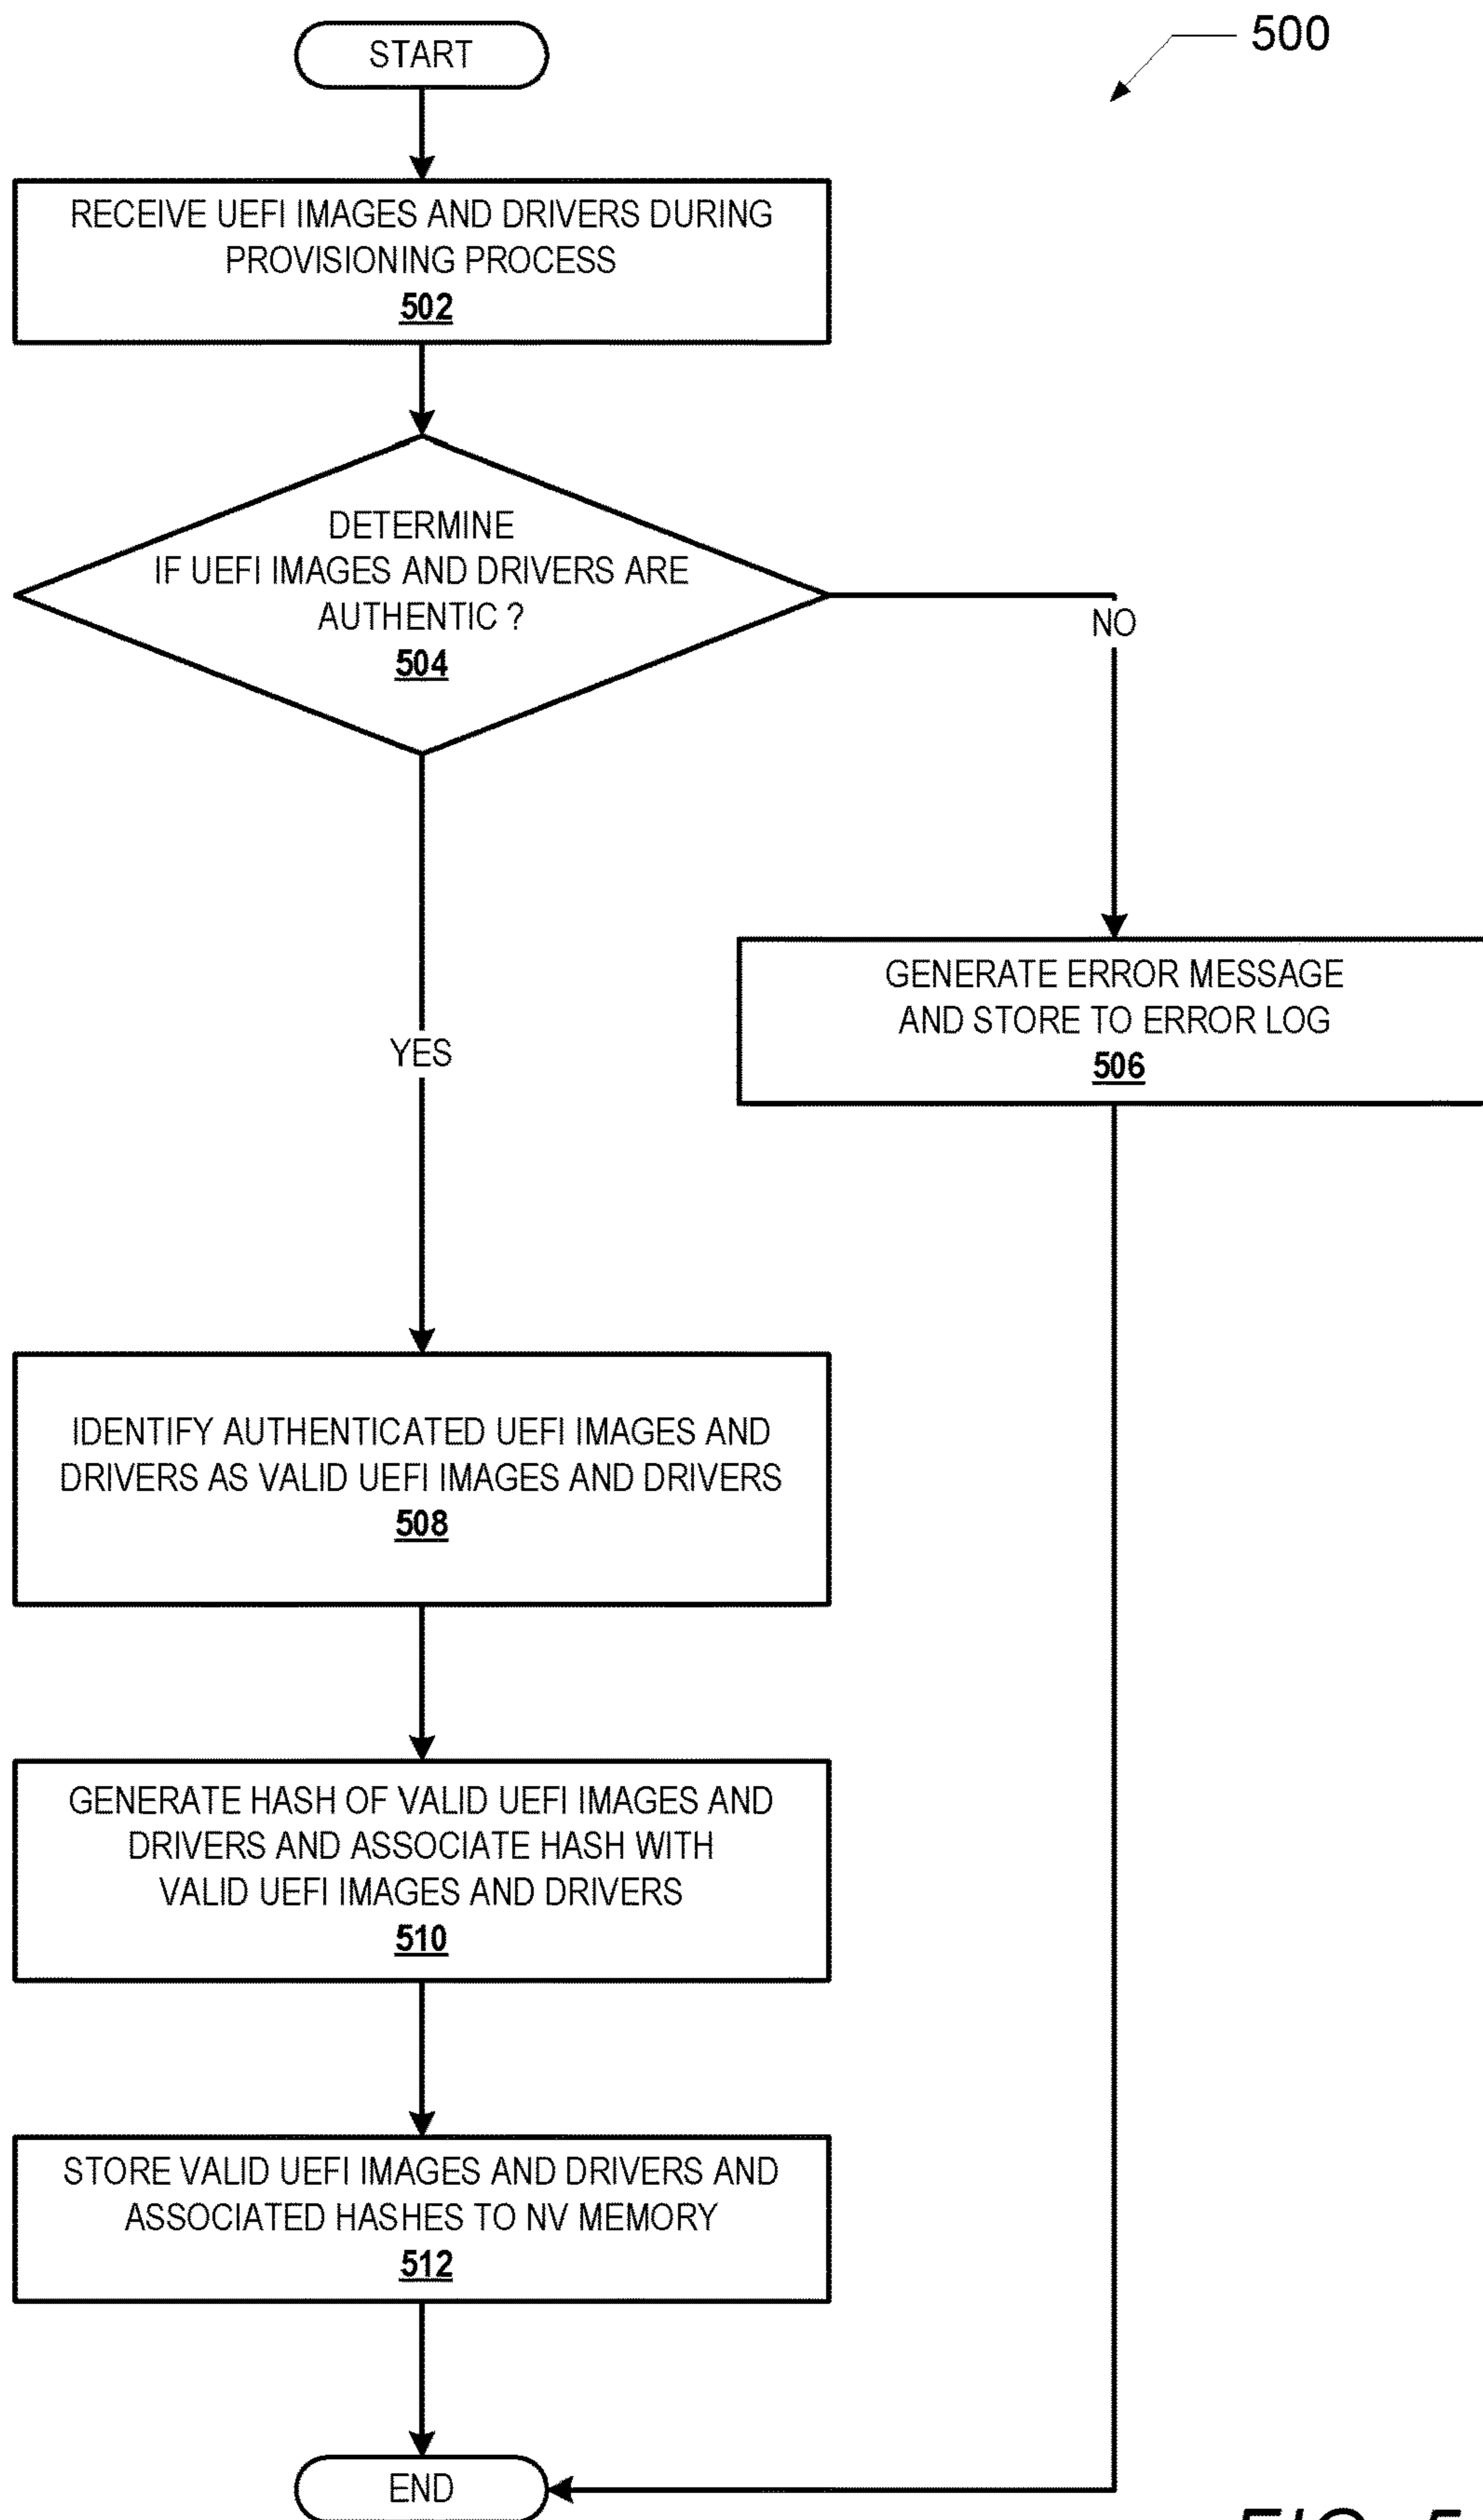 START
500
RECEIVE UEFI IMAGES AND DRIVERS DURING
PROVISIONING PROCESS
502
DETERMINE
IF UEFI IMAGES AND DRIVERS ARE
AUTHENTIC ?
504
NO
GENERATE ERROR MESSAGE
AND STORE TO ERROR LOG
506
YES
IDENTIFY AUTHENTICATED UEFI IMAGES AND
DRIVERS AS VALID UEFI IMAGES AND DRIVERS
508
GENERATE HASH OF VALID UEFI IMAGES AND
DRIVERS AND ASSOCIATE HASH WITH
VALID UEFI IMAGES AND DRIVERS
510
STORE VALID UEFI IMAGES AND DRIVERS AND
ASSOCIATED HASHES TO NV MEMORY
512
END
FIG. 5